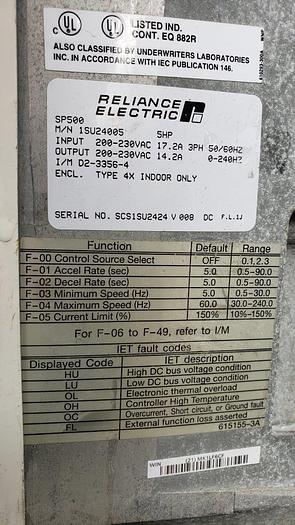 LISTED IND.
CONT. EQ 882R
ALSO CLASSIFIED BY UNDERWRITERS LABORATORIES
INC. IN ACCORDANCE WITH IEC PUBLICATION 146.
RELIANCE
ELECTRIC
SP500
M/N 1SU24005 5HP
INPUT 200-230VAC 17.2A 3PH 50/60HZ
OUTPUT 200-230VAC 14.2A 0-240HZ
I/M D2-3356-4
ENCL. TYPE 4X INDOOR ONLY
SERIAL NO. SCS1SU2424 V 008 DC F.L.IJ
Function Default Range
F-00 Control Source Select OFF 0.1, 2.3
F-01 Accel Rate (sec) 5.0 0.5-90.0
F-02 Decel Rate (sec) 5.0 0.5-90.0
F-03 Minimum Speed (Hz) 5.0 0.5-30.0
F-04 Maximum Speed (Hz) 60.0 30.0-240.0
F-05 Current Limit (%) 150% 10%-150%
For F-06 to F-49, refer to I/M
IET fault codes
Displayed Code IET description
HU High DC bus voltage condition
LU Low DC bus voltage condition
OL Electronic thermal overload
OH Controller High Temperature
OC Overcurrent, Short circuit, or Ground fault
FL External function loss asserted
615155-3A
WIN